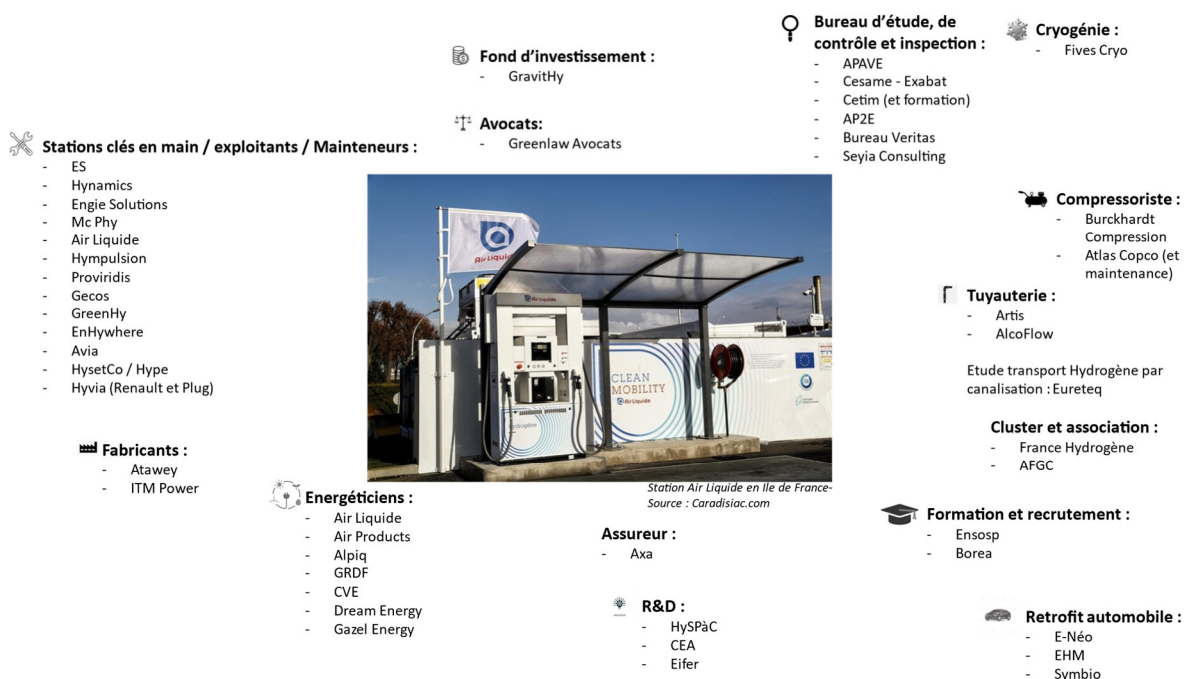 Fond d'investissement :
- GravitHy
Avocats:
- Greenlaw Avocats
Bureau d'étude, de
contrôle et inspection :
- APAVE
- Cesame - Exabat
- Cetim (et formation)
- AP2E
- Bureau Veritas
- Seyia Consulting
Cryogénie :
- Fives Cryo
Stations clés en main / exploitants / Mainteneurs :
- ES
- Hynamics
- Engie Solutions
- Mc Phy
- Air Liquide
- Hympulsion
- Proviridis
- Gecos
- GreenHy
- EnHywhere
- Avia
- HysetCo / Hype
- Hyvia (Renault et Plug)
Air Liquide
CLEAN
MOBILITY
Air Liquide
Compressoriste :
- Burckhardt
Compression
- Atlas Copco (et
maintenance)
Tuyauterie :
- Artis
- AlcoFlow
Etude transport Hydrogène par
canalisation : Eureteq
Cluster et association :
- France Hydrogène
- AFGC
Fabricants :
- Atawey
- ITM Power
Station Air Liquide en Ile de France-
Source : Caradisiac.com
Energéticiens :
- Air Liquide
- Air Products
- Alpiq
- GRDF
- CVE
- Dream Energy
- Gazel Energy
Assureur :
- Axa
Formation et recrutement :
- Ensosp
- Borea
R&D :
- HySPàC
- CEA
- Eifer
Retrofit automobile :
- E-Néo
- EHM
- Symbio